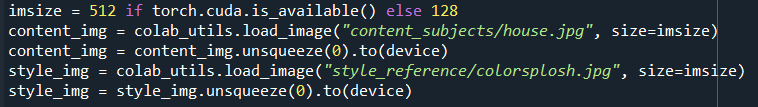 imsize = 512 if torch.cuda.is_available() else 128
content_img = colab_utils.load_image("content_subjects/house.jpg", size=imsize)
content_img = content_img.unsqueeze(0).to(device)
style_img = colab_utils.load_image("style_reference/colorsplosh.jpg", size=imsize)
style_img = style_img.unsqueeze(0).to(device)